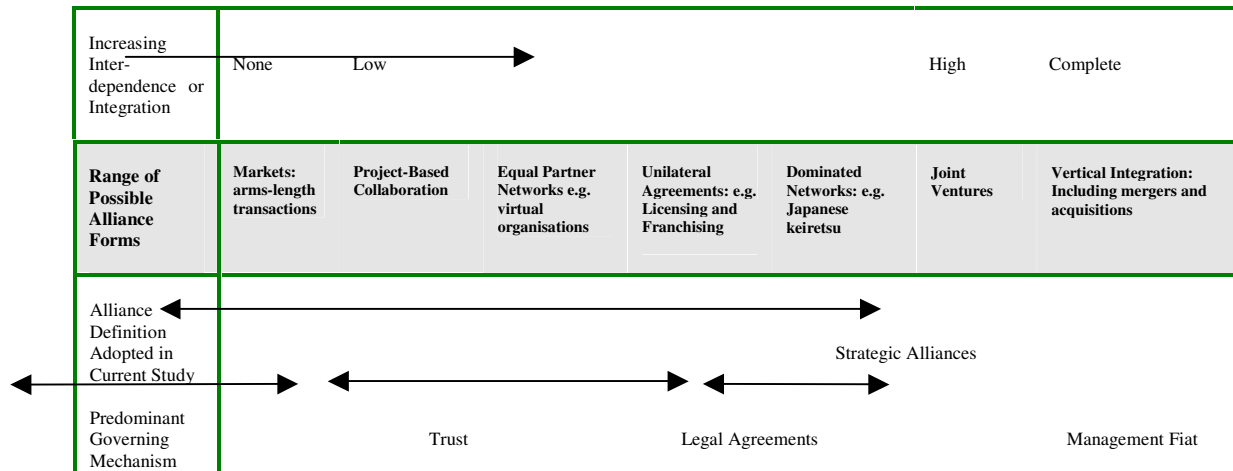 Increasing
Inter-
dependence or
Integration
None
Low
High
Complete
Range of
Possible
Alliance
Forms
Markets:
arms-length
transactions
Project-Based
Collaboration
Equal Partner
Networks e.g.
virtual
organisations
Unilateral
Agreements: e.g.
Licensing and
Franchising
Dominated
Networks: e.g.
Japanese
keiretsu
Joint
Ventures
Vertical Integration:
Including mergers and
acquisitions
Alliance
Definition
Adopted in
Current Study
Strategic Alliances
Predominant
Governing
Mechanism
Trust
Legal Agreements
Management Fiat